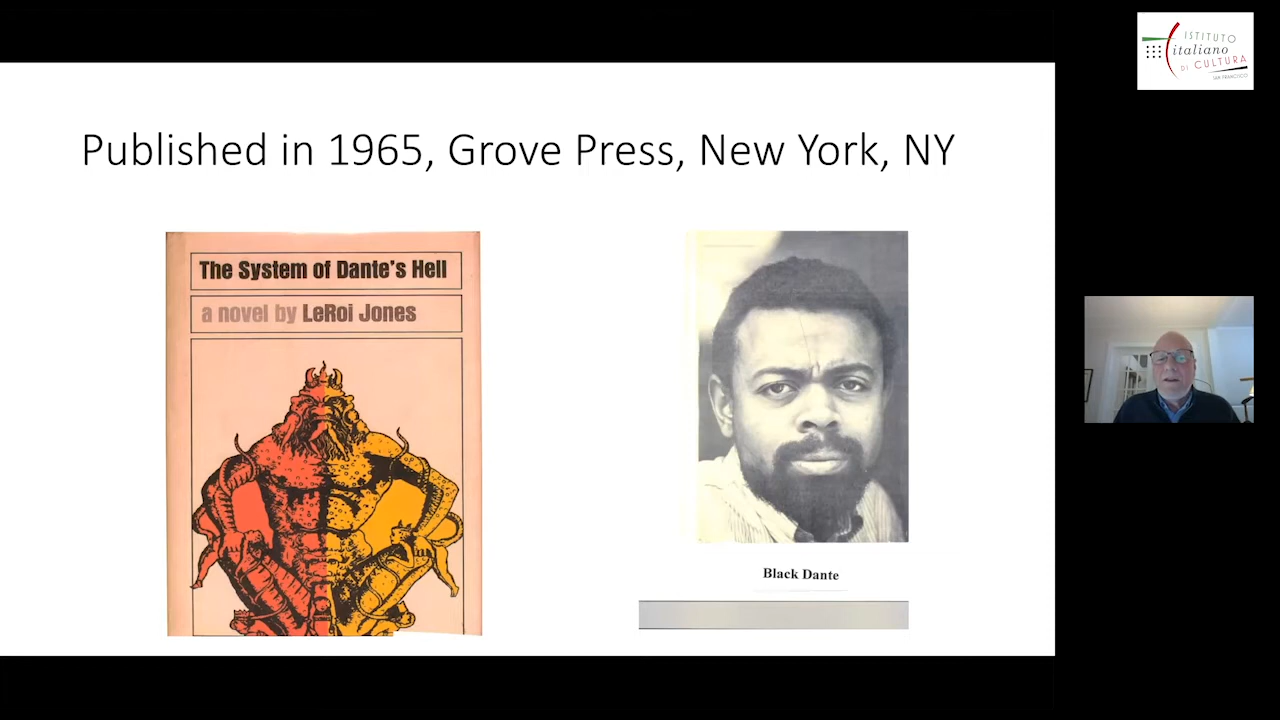 Published in 1965, Grove Press, New York, NY
The System of Dante's Hell
a novel by LeRoi Jones
Black Dante
ISTITUTO
italiano
DI CULTURA
SAN FRANCISCO